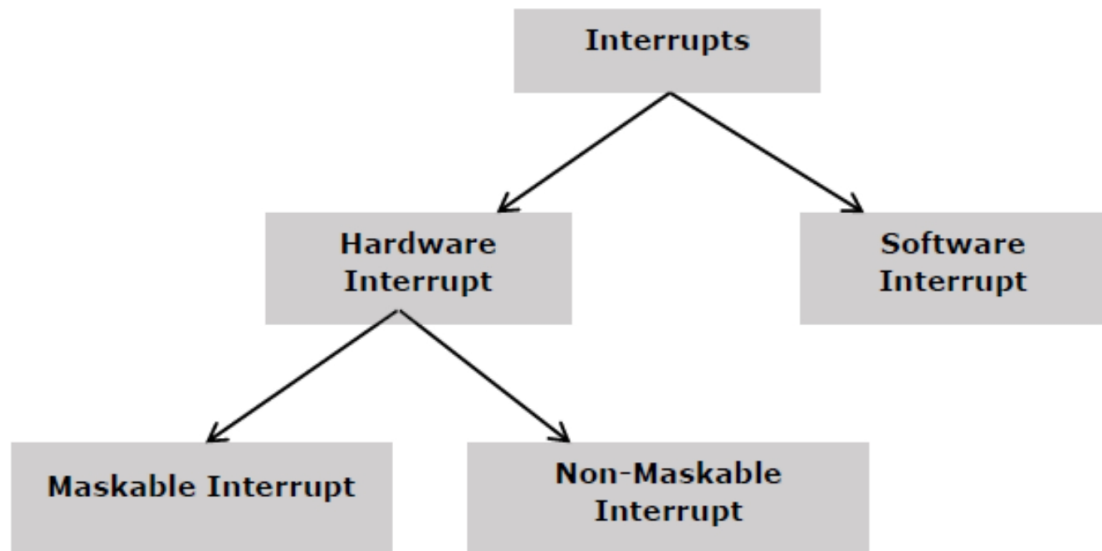 Interrupts
Hardware
Interrupt
Software
Interrupt
Maskable Interrupt
Non-Maskable
Interrupt